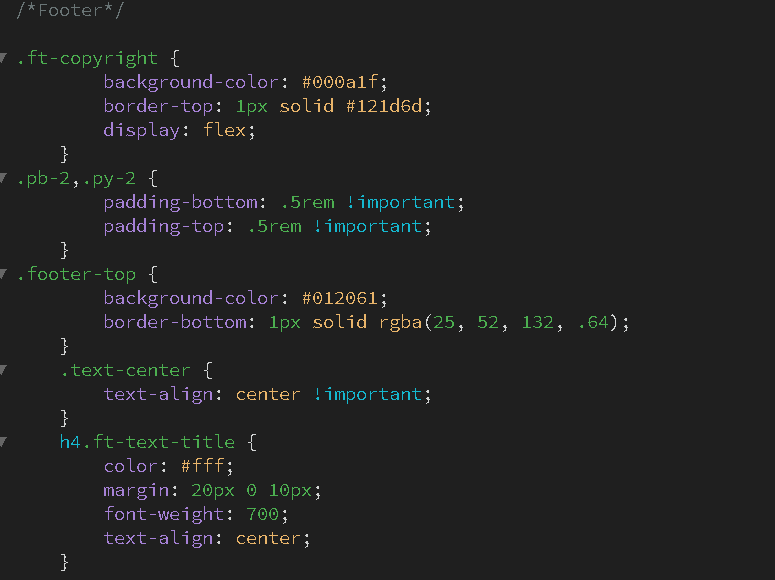 /*Footer*/
.ft-copyright {
background-color: #000a1f;
border-top: 1px solid #121d6d;
display: flex;
}
.pb-2,.py-2 {
padding-bottom: .5rem !important;
padding-top: .5rem !important;
}
.footer-top {
background-color: #012061;
border-bottom: 1px solid rgba(25, 52, 132, .64);
}
.text-center {
text-align: center !important;
}
h4.ft-text-title {
color: #fff;
margin: 20px 0 10px;
font-weight: 700;
text-align: center;
}